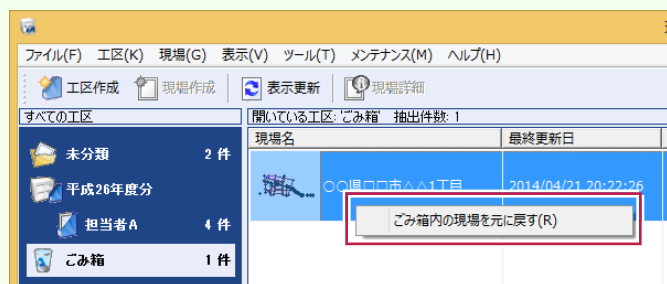 ファイル(F) 工区(K) 現場(G) 表示(V) ツール(T) メンテナンス(M) ヘルプ(H)
工区作成 現場作成 表示更新 現場詳細
すべての工区
未分類 2 件
平成26年度分
担当者A 4 件
ごみ箱 1 件
開いている工区: 'ごみ箱' 抽出件数: 1
現場名 最終更新日
○○県□□市△△1丁目 2014/04/21 20:22:26
ごみ箱内の現場を元に戻す(R)